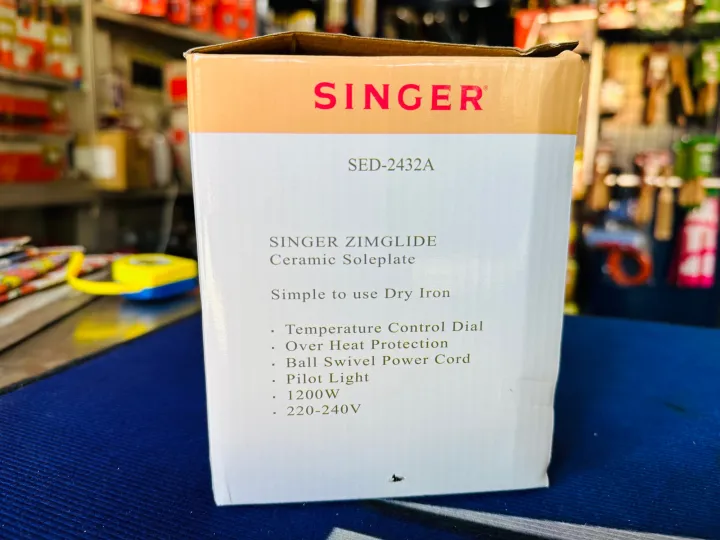 SINGER
SED-2432A
SINGER ZIMGLIDE
Ceramic Soleplate
Simple to use Dry Iron
· Temperature Control Dial
· Over Heat Protection
· Ball Swivel Power Cord
· Pilot Light
· 1200W
· 220-240V